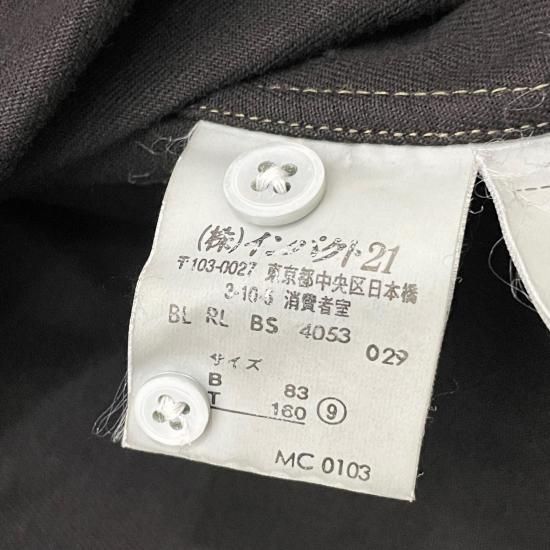 (株)インパクト21
〒103-0027 東京都中央区日本橋
3-10-5 消費者室
BL RL BS 4053 029
サイズ
B 83
T 160 ⑨
MC 0103